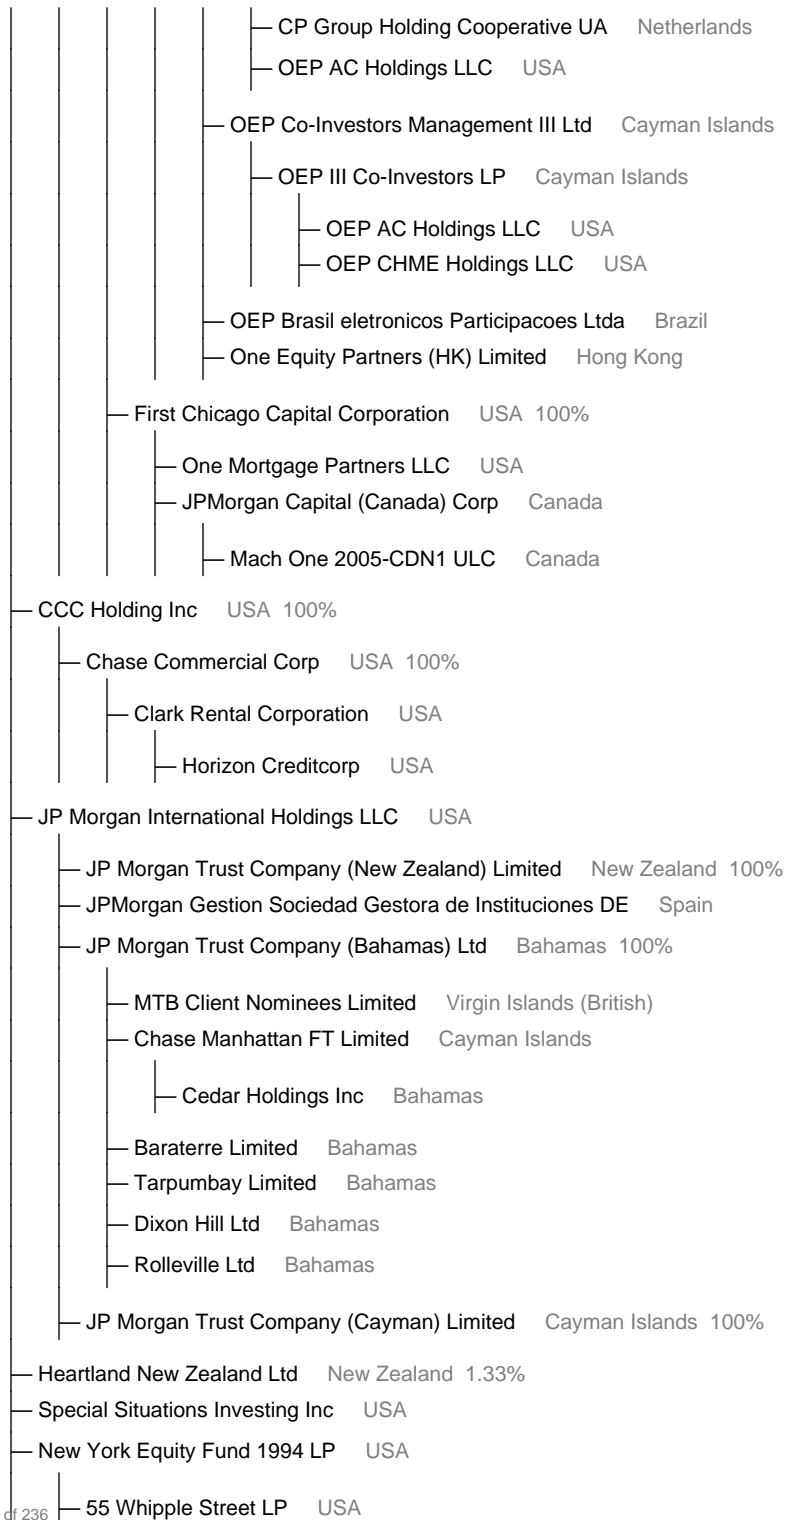 CP Group Holding Cooperative UA Netherlands
OEP AC Holdings LLC USA
OEP Co-Investors Management III Ltd Cayman Islands
OEP III Co-Investors LP Cayman Islands
OEP AC Holdings LLC USA
OEP CHME Holdings LLC USA
OEP Brasil eletronicos Participacoes Ltda Brazil
One Equity Partners (HK) Limited Hong Kong
First Chicago Capital Corporation USA 100%
One Mortgage Partners LLC USA
JPMorgan Capital (Canada) Corp Canada
Mach One 2005-CDN1 ULC Canada
CCC Holding Inc USA 100%
Chase Commercial Corp USA 100%
Clark Rental Corporation USA
Horizon Creditcorp USA
JP Morgan International Holdings LLC USA
JP Morgan Trust Company (New Zealand) Limited New Zealand 100%
JPMorgan Gestion Sociedad Gestora de Instituciones DE Spain
JP Morgan Trust Company (Bahamas) Ltd Bahamas 100%
MTB Client Nominees Limited Virgin Islands (British)
Chase Manhattan FT Limited Cayman Islands
Cedar Holdings Inc Bahamas
Baraterre Limited Bahamas
Tarpumbay Limited Bahamas
Dixon Hill Ltd Bahamas
Rolleville Ltd Bahamas
JP Morgan Trust Company (Cayman) Limited Cayman Islands 100%
Heartland New Zealand Ltd New Zealand 1.33%
Special Situations Investing Inc USA
New York Equity Fund 1994 LP USA
55 Whipple Street LP USA
of 236